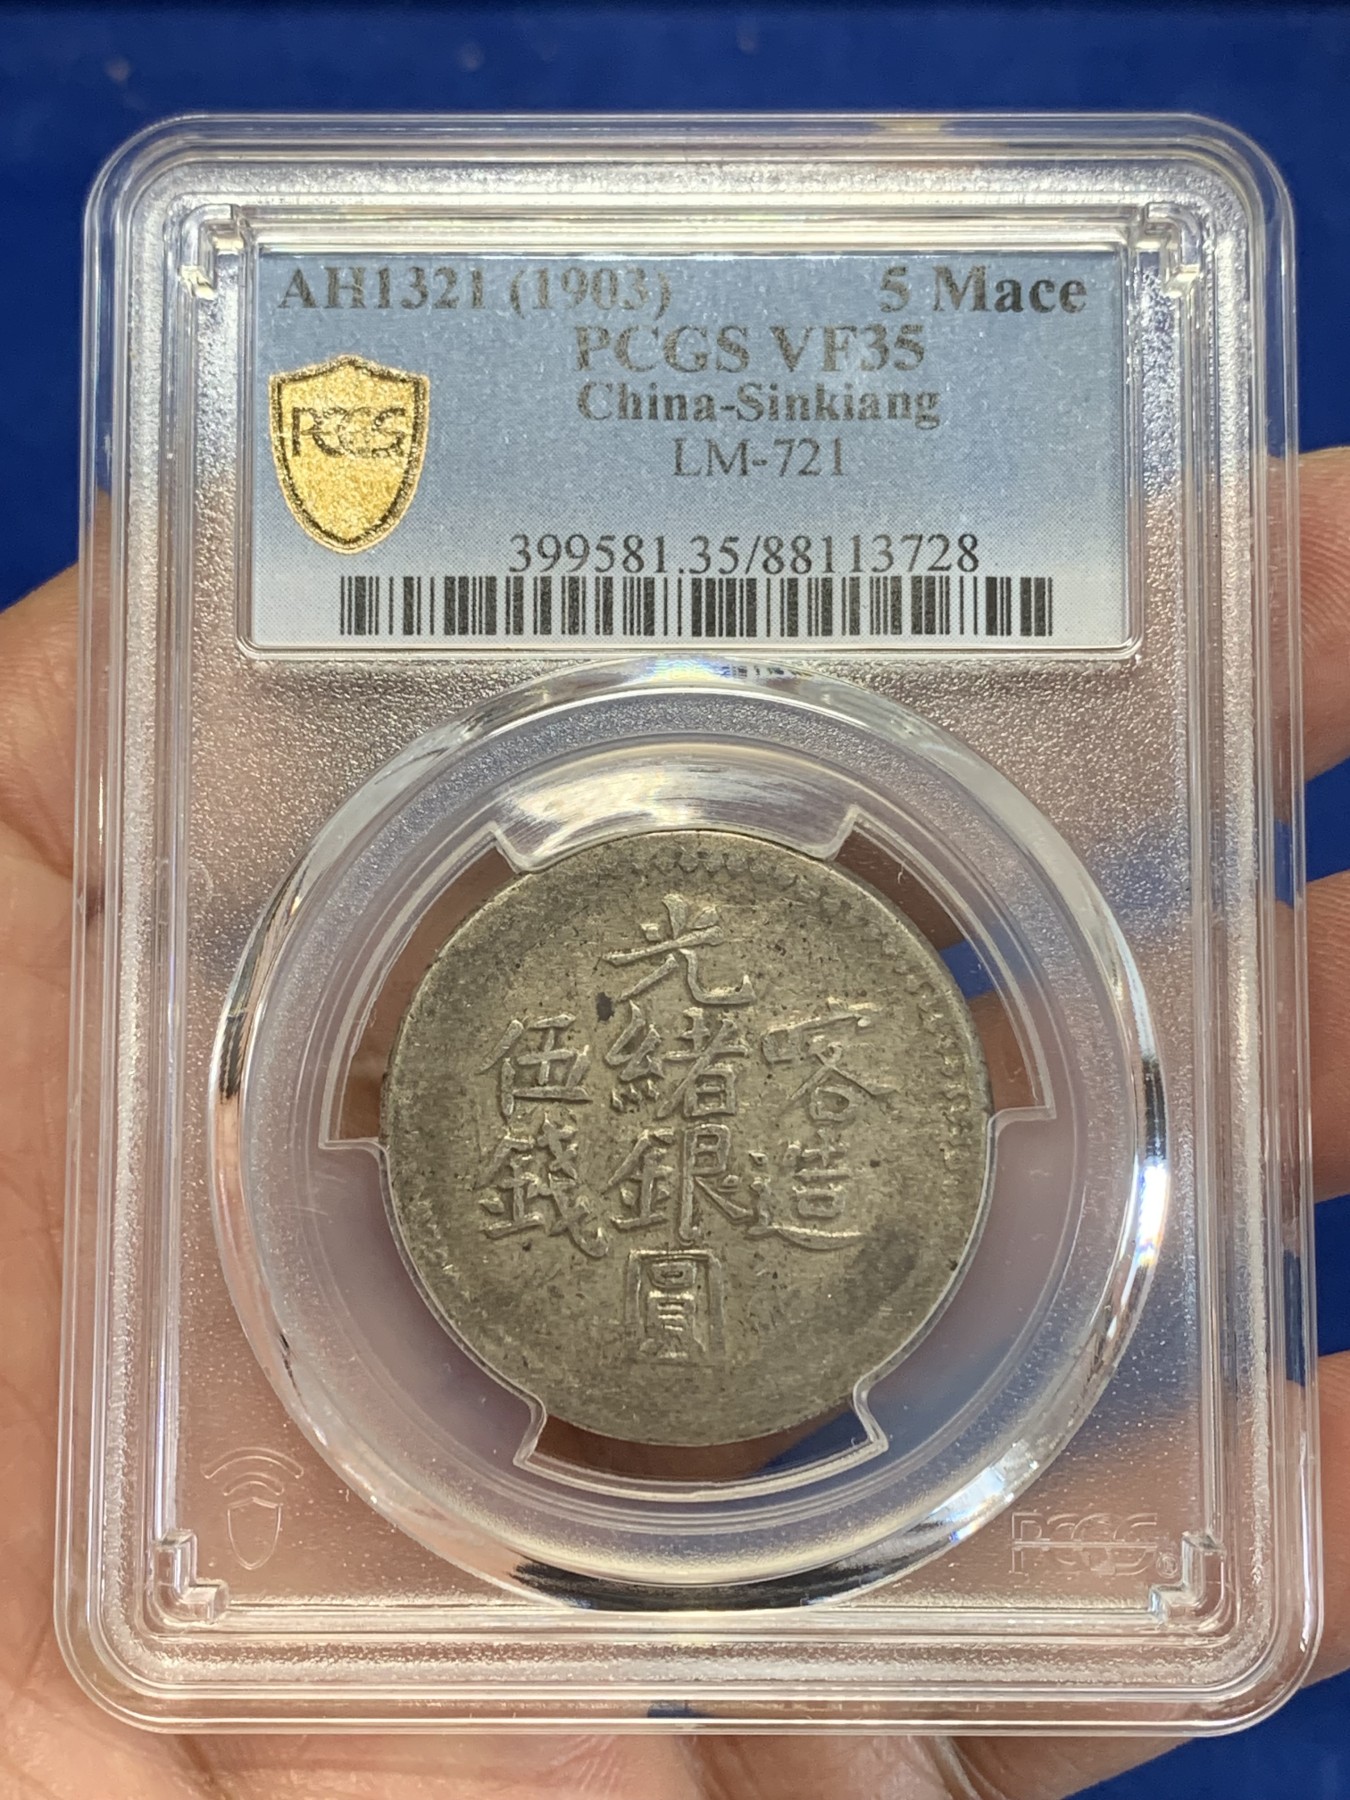 AH1321 (1903) 5 Mace
PCGS VF35
China-Sinkiang
LM-721
399581.35/88113728
PCGS
光緒銀圓
喀造
伍錢
PCGS®